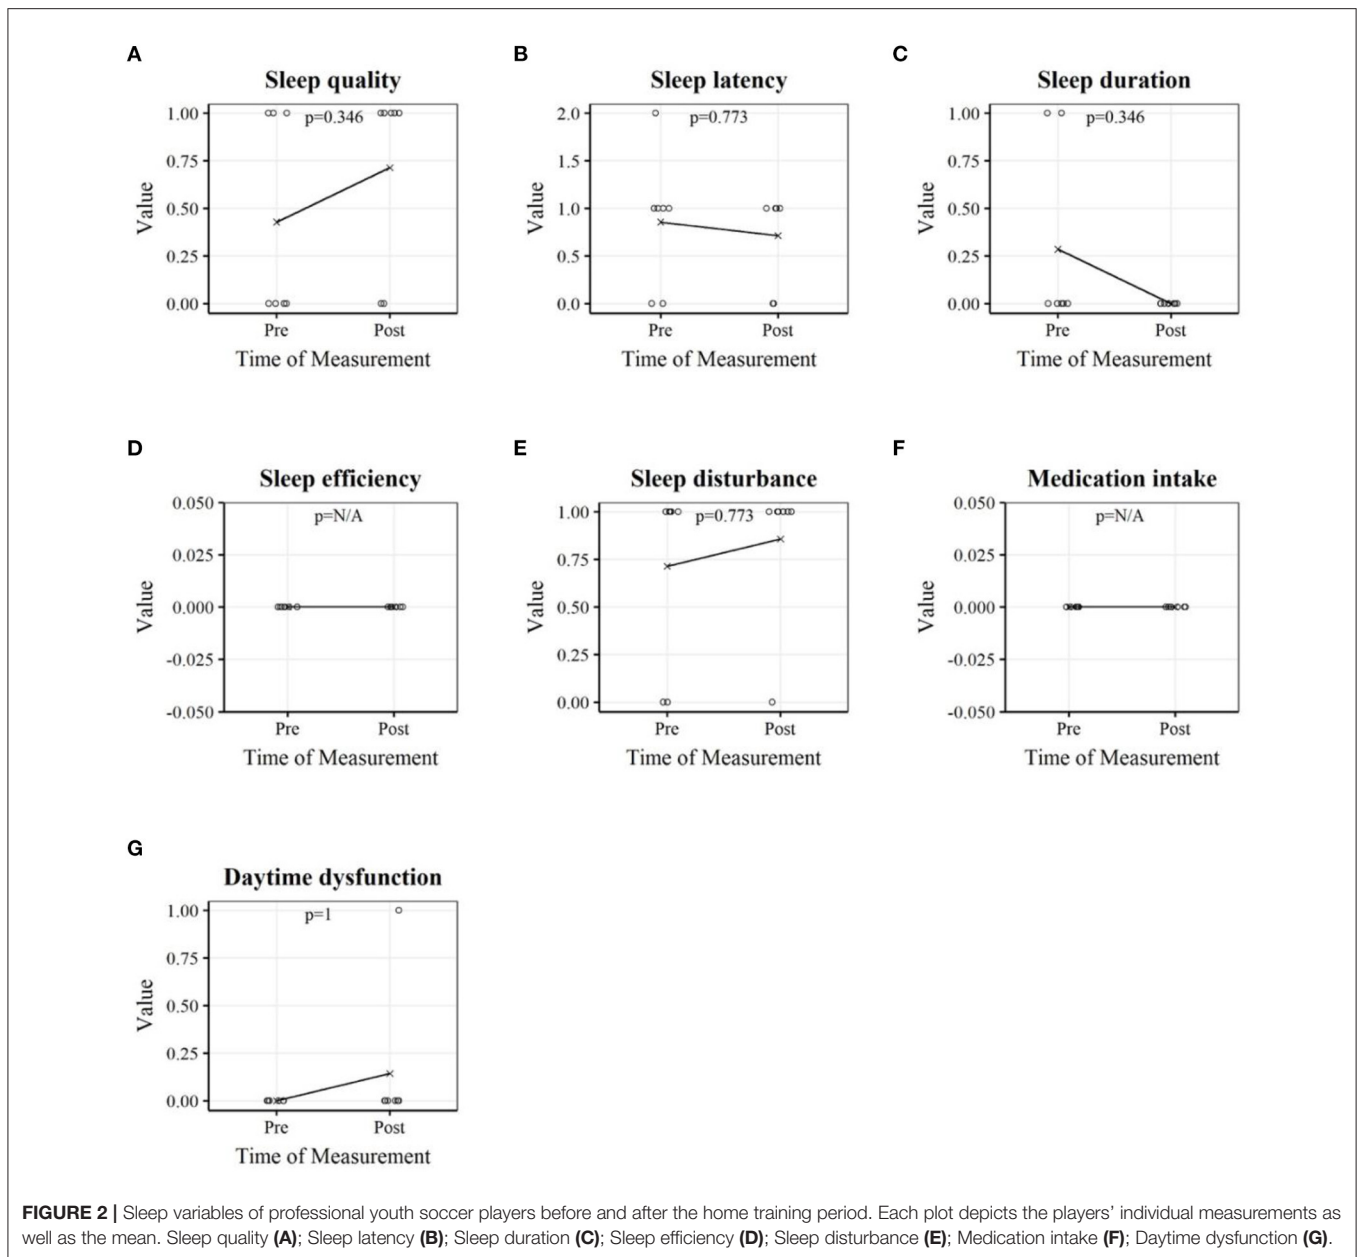 A
Sleep quality
p=0.346
1.00
0.75
0.50
0.25
0.00
Value
Pre Post
Time of Measurement
B
Sleep latency
p=0.773
2.0
1.5
1.0
0.5
0.0
Value
Pre Post
Time of Measurement
C
Sleep duration
p=0.346
1.00
0.75
0.50
0.25
0.00
Value
Pre Post
Time of Measurement
D
Sleep efficiency
p=N/A
0.050
0.025
0.000
-0.025
-0.050
Value
Pre Post
Time of Measurement
E
Sleep disturbance
p=0.773
1.00
0.75
0.50
0.25
0.00
Value
Pre Post
Time of Measurement
F
Medication intake
p=N/A
0.050
0.025
0.000
-0.025
-0.050
Value
Pre Post
Time of Measurement
G
Daytime dysfunction
p=1
1.00
0.75
0.50
0.25
0.00
Value
Pre Post
Time of Measurement
FIGURE 2 | Sleep variables of professional youth soccer players before and after the home training period. Each plot depicts the players' individual measurements as
well as the mean. Sleep quality (A); Sleep latency (B); Sleep duration (C); Sleep efficiency (D); Sleep disturbance (E); Medication intake (F); Daytime dysfunction (G).